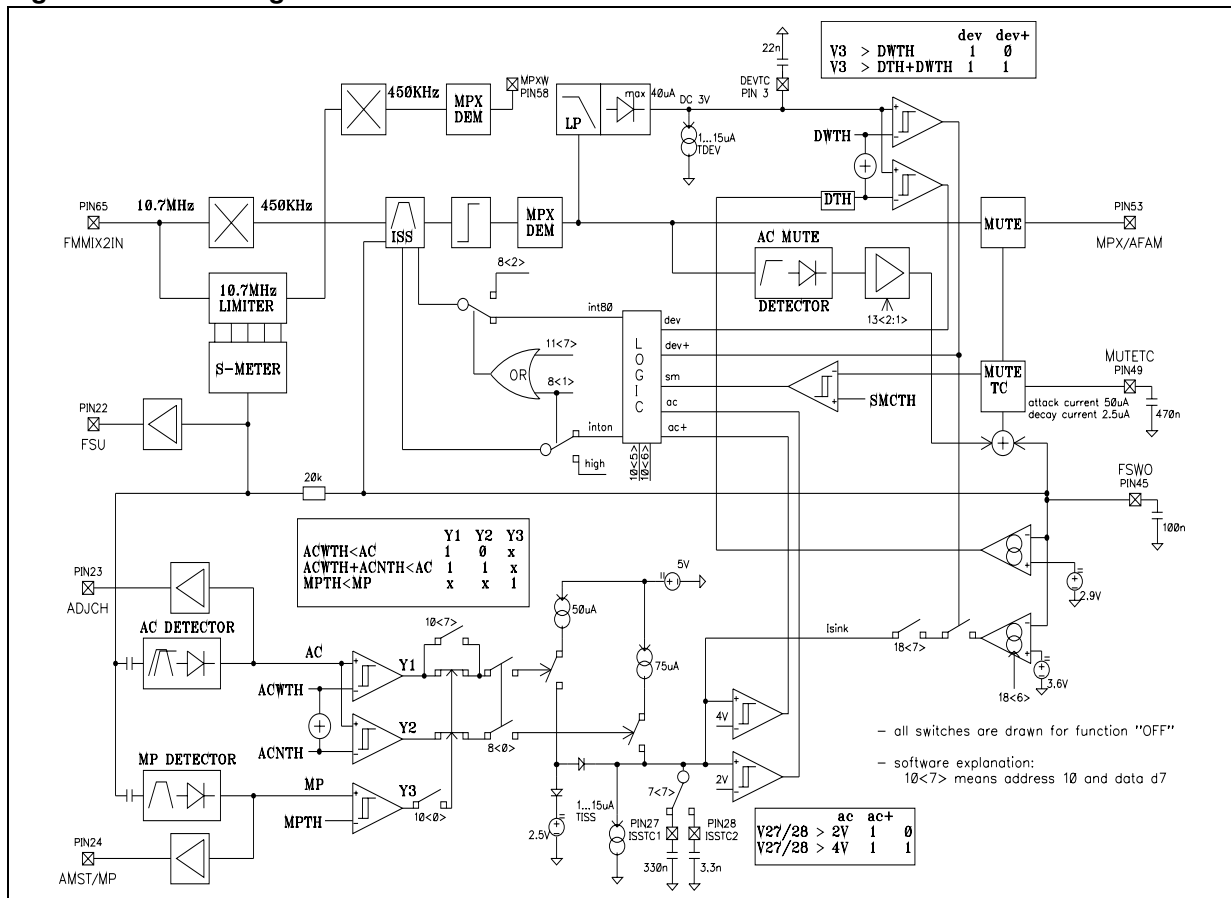 dev dev+
V3 > DWTH 1 0
V3 > DTH+DWTH 1 1
22n
DEVTC
PIN 3
MPXW
PIN58
450KHz
MPX
DEM
LP
max 40uA
DC 3V
1...15uA
TDEV
DWTH
DTH
PIN65
10.7MHz
450KHz
FMMIX2IN
ISS
MPX
DEM
AC MUTE
DETECTOR
13<2:1>
MUTE
PIN53
MPX/AFAM
10.7MHz
LIMITER
S-METER
8<2>
int80
11<7>
OR
8<1>
inton
high
LOGIC
dev
dev+
sm
ac
ac+
10<5>
10<6>
SMCTH
MUTE
TC
MUTETC
PIN49
attack current 50uA
decay current 2.5uA
470n
PIN22
FSU
20k
FSWO
PIN45
100n
2.9V
3.6V
18<6>
Isink
18<7>
Y1 Y2 Y3
ACWTH<AC 1 0 x
ACWTH+ACNTH<AC 1 1 x
MPTH<MP x x 1
PIN23
ADJCH
AC DETECTOR
AC
ACWTH
ACNTH
Y1
Y2
10<7>
8<0>
50uA
75uA
5V
MP DETECTOR
MP
MPTH
Y3
10<0>
PIN24
AMST/MP
2.5V
1...15uA
TISS
4V
2V
7<7>
PIN27
ISSTC1
PIN28
ISSTC2
330n
3.3n
ac ac+
V27/28 > 2V 1 0
V27/28 > 4V 1 1
- all switches are drawn for function "OFF"
- software explanation:
10<7> means address 10 and data d7